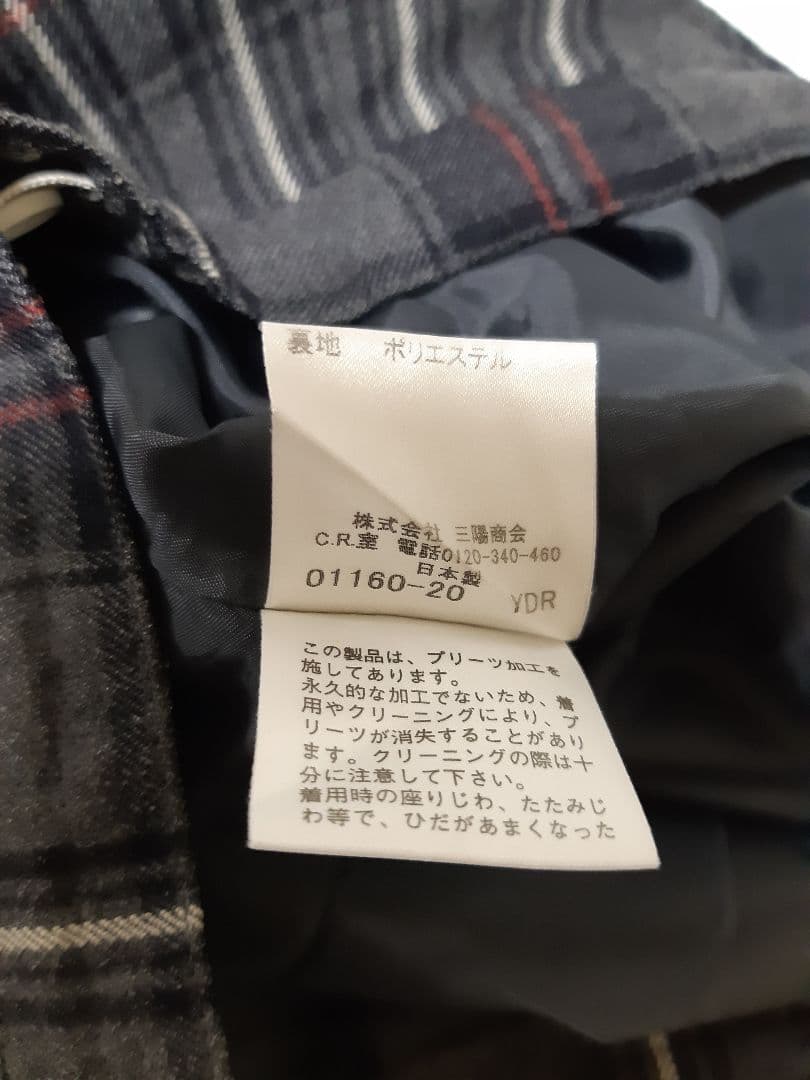 裏地 ポリエステル
株式会社 三陽商会
C.R.室 電話0120-340-460
日本製
01160-20 YDR
この製品は、プリーツ加工を
施してあります。
永久的な加工でないため、着
用やクリーニングにより、プ
リーツが消失することがあり
ます。クリーニングの際は十
分に注意して下さい。
着用時の座りじわ、たたみじ
わ等で、ひだがあまくなった